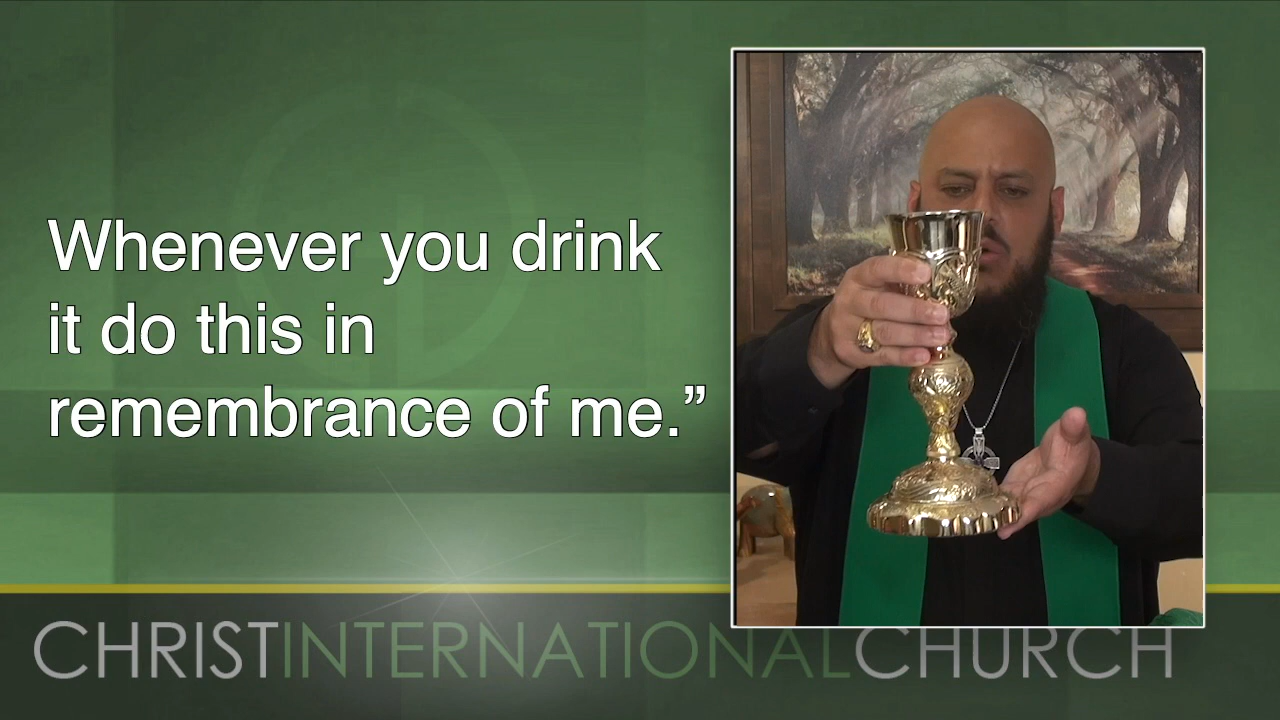 Whenever you drink
it do this in
remembrance of me.”
CHRISTINTERNATIONALCHURCH